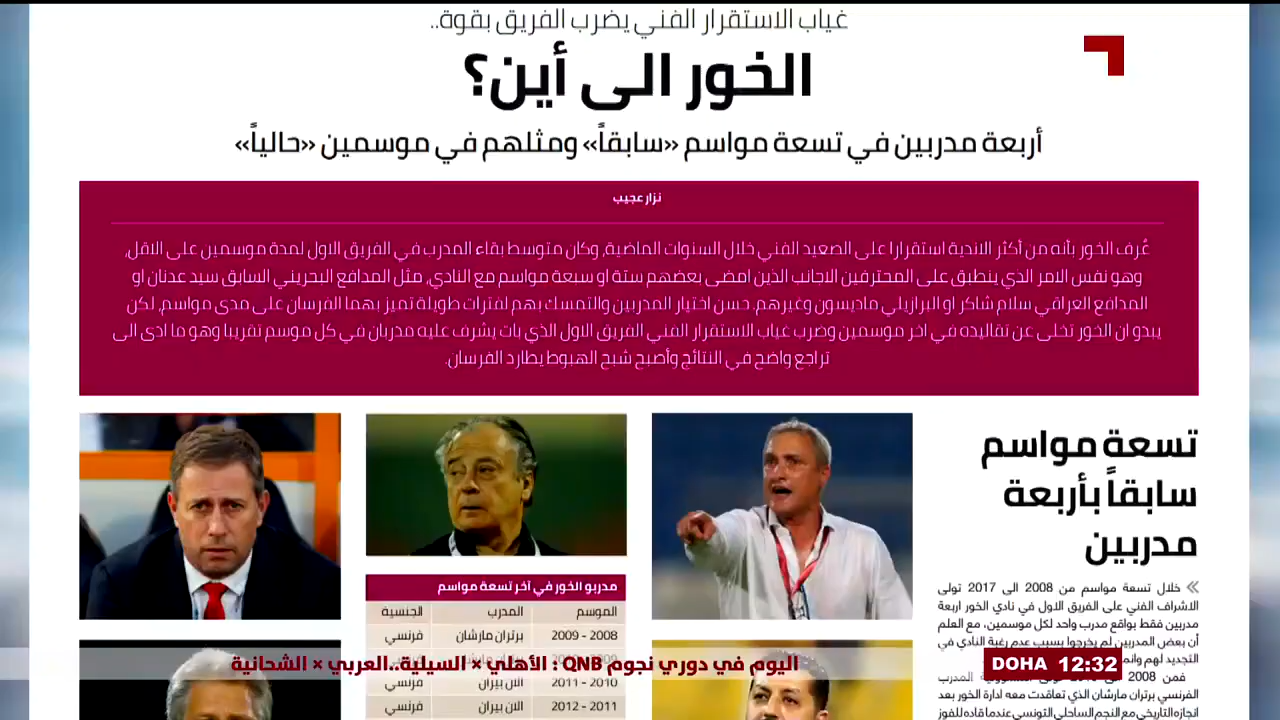 غياب الاستقرار الفني يضرب الفريق بقوة..
الخور الى أين؟
أربعة مدربين في تسعة مواسم «سابقاً» ومثلهم في موسمين «حالياً»
نزار عجيب
عُرف الخور بأنه من أكثر الاندية استقرارا على الصعيد الفني خلال السنوات الماضية، وكان متوسط بقاء المدرب في الفريق الاول لمدة موسمين على الاقل،
وهو نفس الامر الذي ينطبق على المحترفين الاجانب الذين امضى بعضهم ستة او سبعة مواسم مع النادي، مثل المدافع البحريني السابق سيد عدنان او
المدافع العراقي سلام شاكر او البرازيلي ماديسون وغيرهم، حسن اختيار المدربين والتمسك بهم لفترات طويلة تميز بهما الفرسان على مدى مواسم، لكن
يبدو ان الخور تخلى عن تقاليده في اخر موسمين وضرب غياب الاستقرار الفني الفريق الاول الذي بات يشرف عليه مدربان في كل موسم تقريبا وهو ما ادى الى
تراجع واضح في النتائج وأصبح شبح الهبوط يطارد الفرسان.
تسعة مواسم
سابقاً بأربعة
مدربين
خلال تسعة مواسم من 2008 الى 2017 تولى
الاشراف الفني على الفريق الاول في نادي الخور اربعة
مدربين فقط بواقع مدرب واحد لكل موسمين، مع العلم
أن بعض المدربين لم يخرجوا بسبب عدم رغبة النادي في
التجديد لهم وانما
فمن 2008 الى
المدرب
الفرنسي برتران مارشان الذي تعاقدت معه ادارة الخور بعد
انجازه التاريخي مع النجم الساحلي التونسي عندما قاده للفوز
مدربو الخور في آخر تسعة مواسم
الموسم المدرب الجنسية
2008 - 2009 برتران مارشان فرنسي
2010 - 2011 الان بيران فرنسي
2011 - 2012 الان بيران فرنسي
اليوم في دوري نجوم QNB : الأهلي × السيلية..العربي × الشحانية
DOHA 12:32